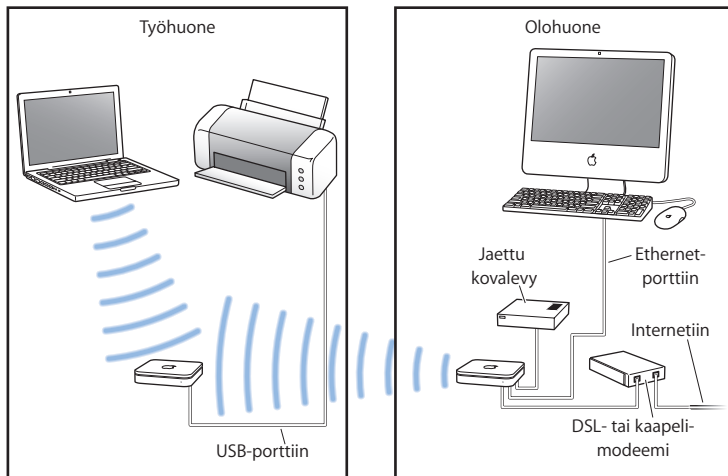 Työhuone
Olohuone
Jaettu
kovalevy
Ethernet-
porttiin
Internetiin
DSL- tai kaapeli-
modeemi
USB-porttiin